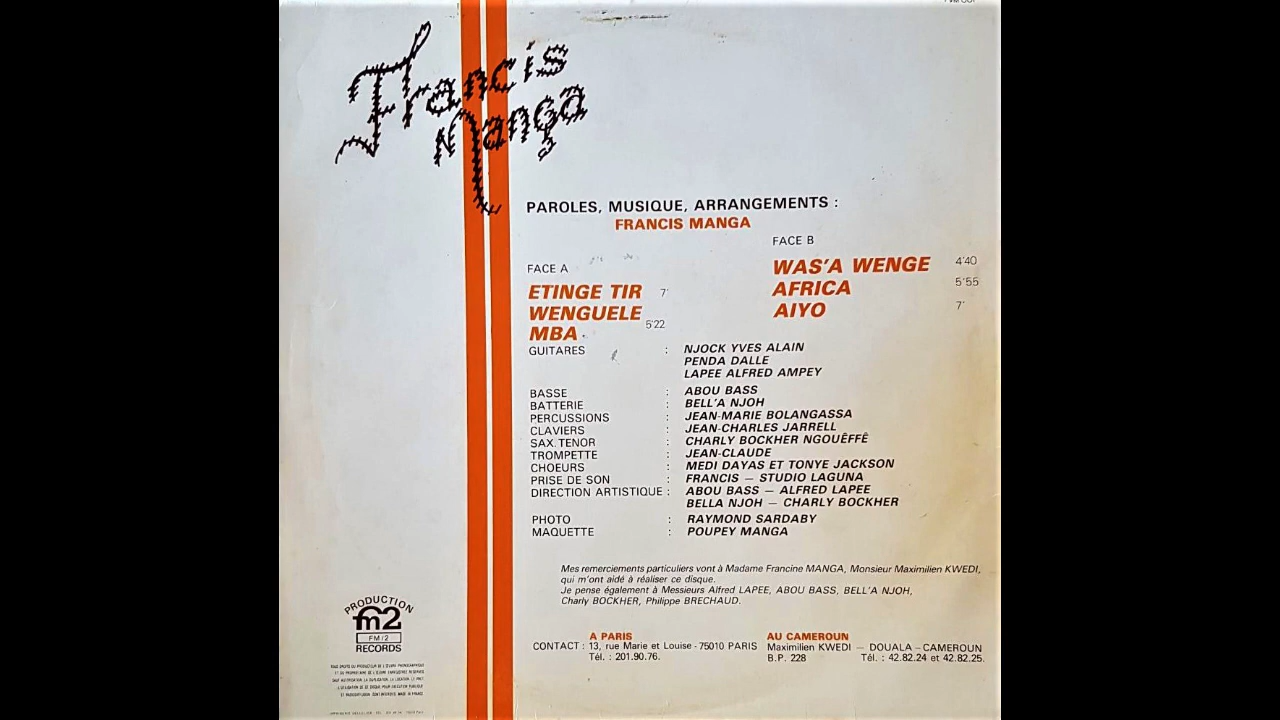 Francis
Manga
PAROLES, MUSIQUE, ARRANGEMENTS :
FRANCIS MANGA
FACE A
ETINGE TIR 7'
WENGUELE
MBA 5'22
FACE B
WAS'A WENGE 4'40
AFRICA 5'55
AIYO 7'
GUITARES : NJOCK YVES ALAIN
PENDA DALLE
LAPEE ALFRED AMPEY
BASSE : ABOU BASS
BATTERIE : BELL'A NJOH
PERCUSSIONS : JEAN-MARIE BOLANGASSA
CLAVIERS : JEAN-CHARLES JARRELL
SAX. TENOR : CHARLY BOCKHER NGOUÊFFÊ
TROMPETTE : JEAN-CLAUDE
CHOEURS : MEDI DAYAS ET TONYE JACKSON
PRISE DE SON : FRANCIS — STUDIO LAGUNA
DIRECTION ARTISTIQUE : ABOU BASS — ALFRED LAPEE
BELLA NJOH — CHARLY BOCKHER
PHOTO : RAYMOND SARDABY
MAQUETTE : POUPEY MANGA
Mes remerciements particuliers vont à Madame Francine MANGA, Monsieur Maximilien KWEDI,
qui m'ont aidé à réaliser ce disque.
Je pense également à Messieurs Alfred LAPEE, ABOU BASS, BELL'A NJOH,
Charly BOCKHER, Philippe BRECHAUD.
A PARIS
CONTACT : 13, rue Marie et Louise - 75010 PARIS
Tél. : 201.90.76.
AU CAMEROUN
Maximilien KWEDI — DOUALA - CAMEROUN
B.P. 228 Tél. : 42.82.24 et 42.82.25.
PRODUCTION
fm2
FM/2
RECORDS